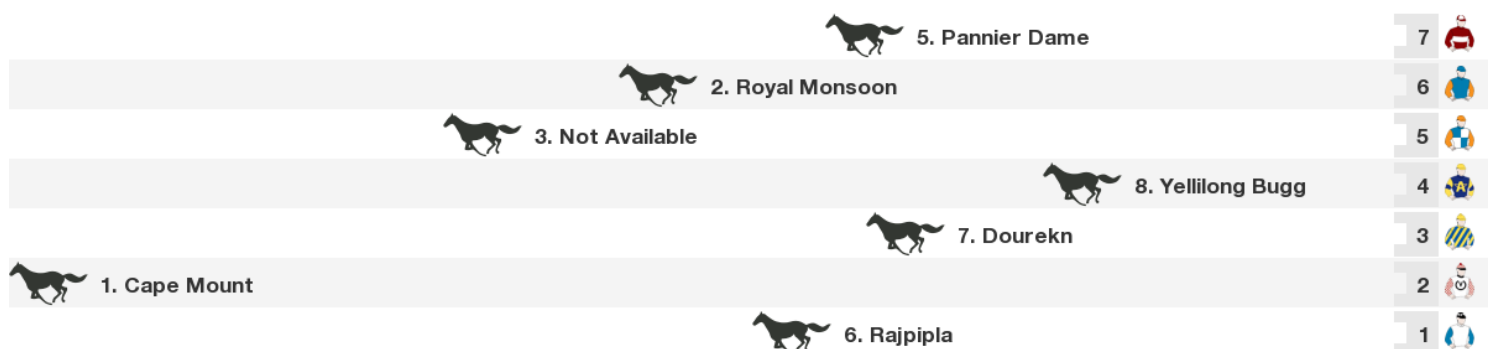 5. Pannier Dame 7
2. Royal Monsoon 6
3. Not Available 5
8. Yellilong Bugg 4 A
7. Dourekn 3
1. Cape Mount 2
6. Rajpipla 1